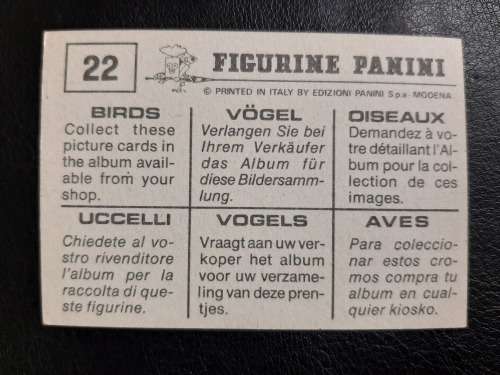 22
FIGURINE PANINI
© PRINTED IN ITALY BY EDIZIONI PANINI S.p.a - MODENA
BIRDS
Collect these
picture cards in
the album avail-
able from your
shop.
VÖGEL
Verlangen Sie bei
Ihrem Verkäufer
das Album für
diese Bildersamm-
lung.
OISEAUX
Demandez à vo-
tre détaillant l'Al-
bum pour la col-
lection de ces
images.
UCCELLI
Chiedete al vo-
stro rivenditore
l'album per la
raccolta di que-
ste figurine.
VOGELS
Vraagt aan uw ver-
koper het album
voor uw verzame-
ling van deze pren-
tjes.
AVES
Para coleccio-
nar estos cro-
mos compra tu
album en cual-
quier kiosko.